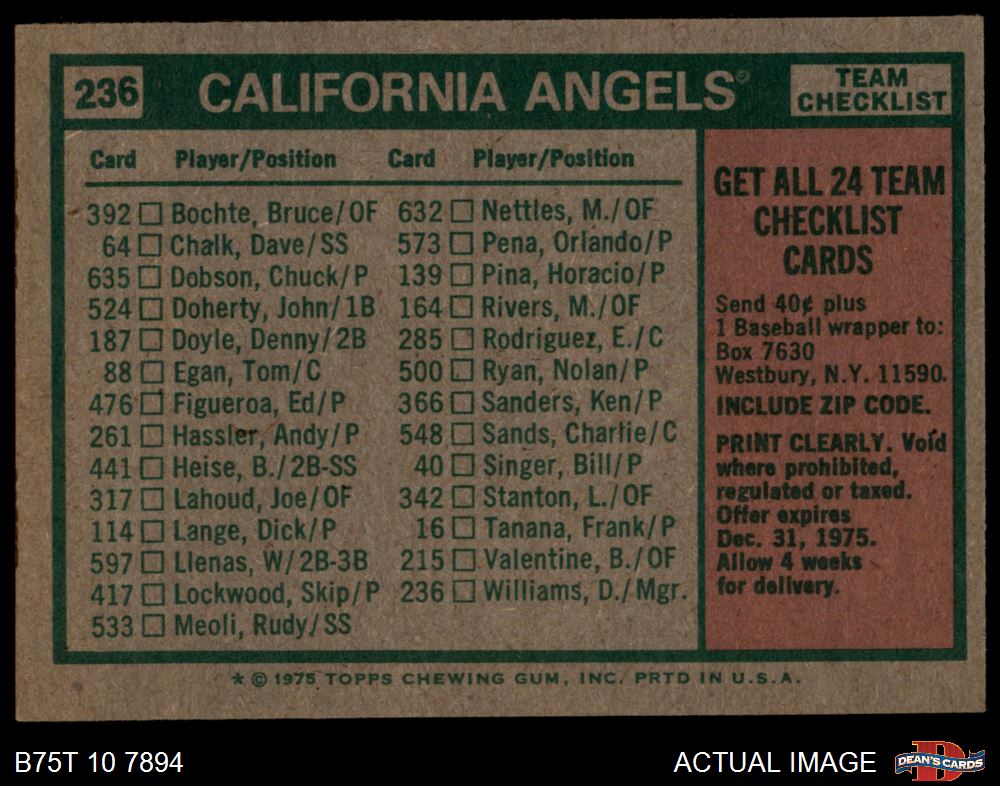 236 CALIFORNIA ANGELS TEAM CHECKLIST
Card Player/Position Card Player/Position
392 Bochte, Bruce/OF 632 Nettles, M./OF
64 Chalk, Dave/SS 573 Pena, Orlando/P
635 Dobson, Chuck/P 139 Pina, Horacio/P
524 Doherty, John/1B 164 Rivers, M./OF
187 Doyle, Denny/2B 285 Rodriguez, E./C
88 Egan, Tom/C 500 Ryan, Nolan/P
476 Figueroa, Ed/P 366 Sanders, Ken/P
261 Hassler, Andy/P 548 Sands, Charlie/C
441 Heise, B./2B-SS 40 Singer, Bill/P
317 Lahoud, Joe/OF 342 Stanton, L./OF
114 Lange, Dick/P 16 Tanana, Frank/P
597 Llenas, W/2B-3B 215 Valentine, B./OF
417 Lockwood, Skip/P 236 Williams, D./Mgr.
533 Meoli, Rudy/SS
GET ALL 24 TEAM
CHECKLIST
CARDS
Send 40¢ plus
1 Baseball wrapper to:
Box 7630
Westbury, N.Y. 11590.
INCLUDE ZIP CODE.
PRINT CLEARLY. Void
where prohibited,
regulated or taxed.
Offer expires
Dec. 31, 1975.
Allow 4 weeks
for delivery.
* © 1975 TOPPS CHEWING GUM, INC. PRTD IN U.S.A.
B75T 10 7894 ACTUAL IMAGE DEAN'S CARDS